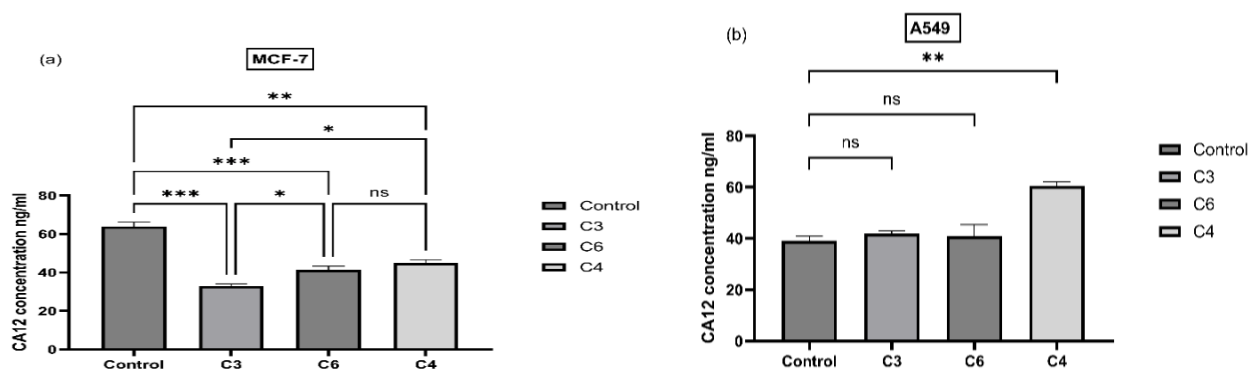 (a)
MCF-7
**
*
***
***
*
ns
CA12 concentration ng/ml
80
60
40
20
0
Control
C3
C6
C4
Control
C3
C6
C4
(b)
A549
**
ns
ns
CA12 concentration ng/ml
80
60
40
20
0
Control
C3
C6
C4
Control
C3
C6
C4